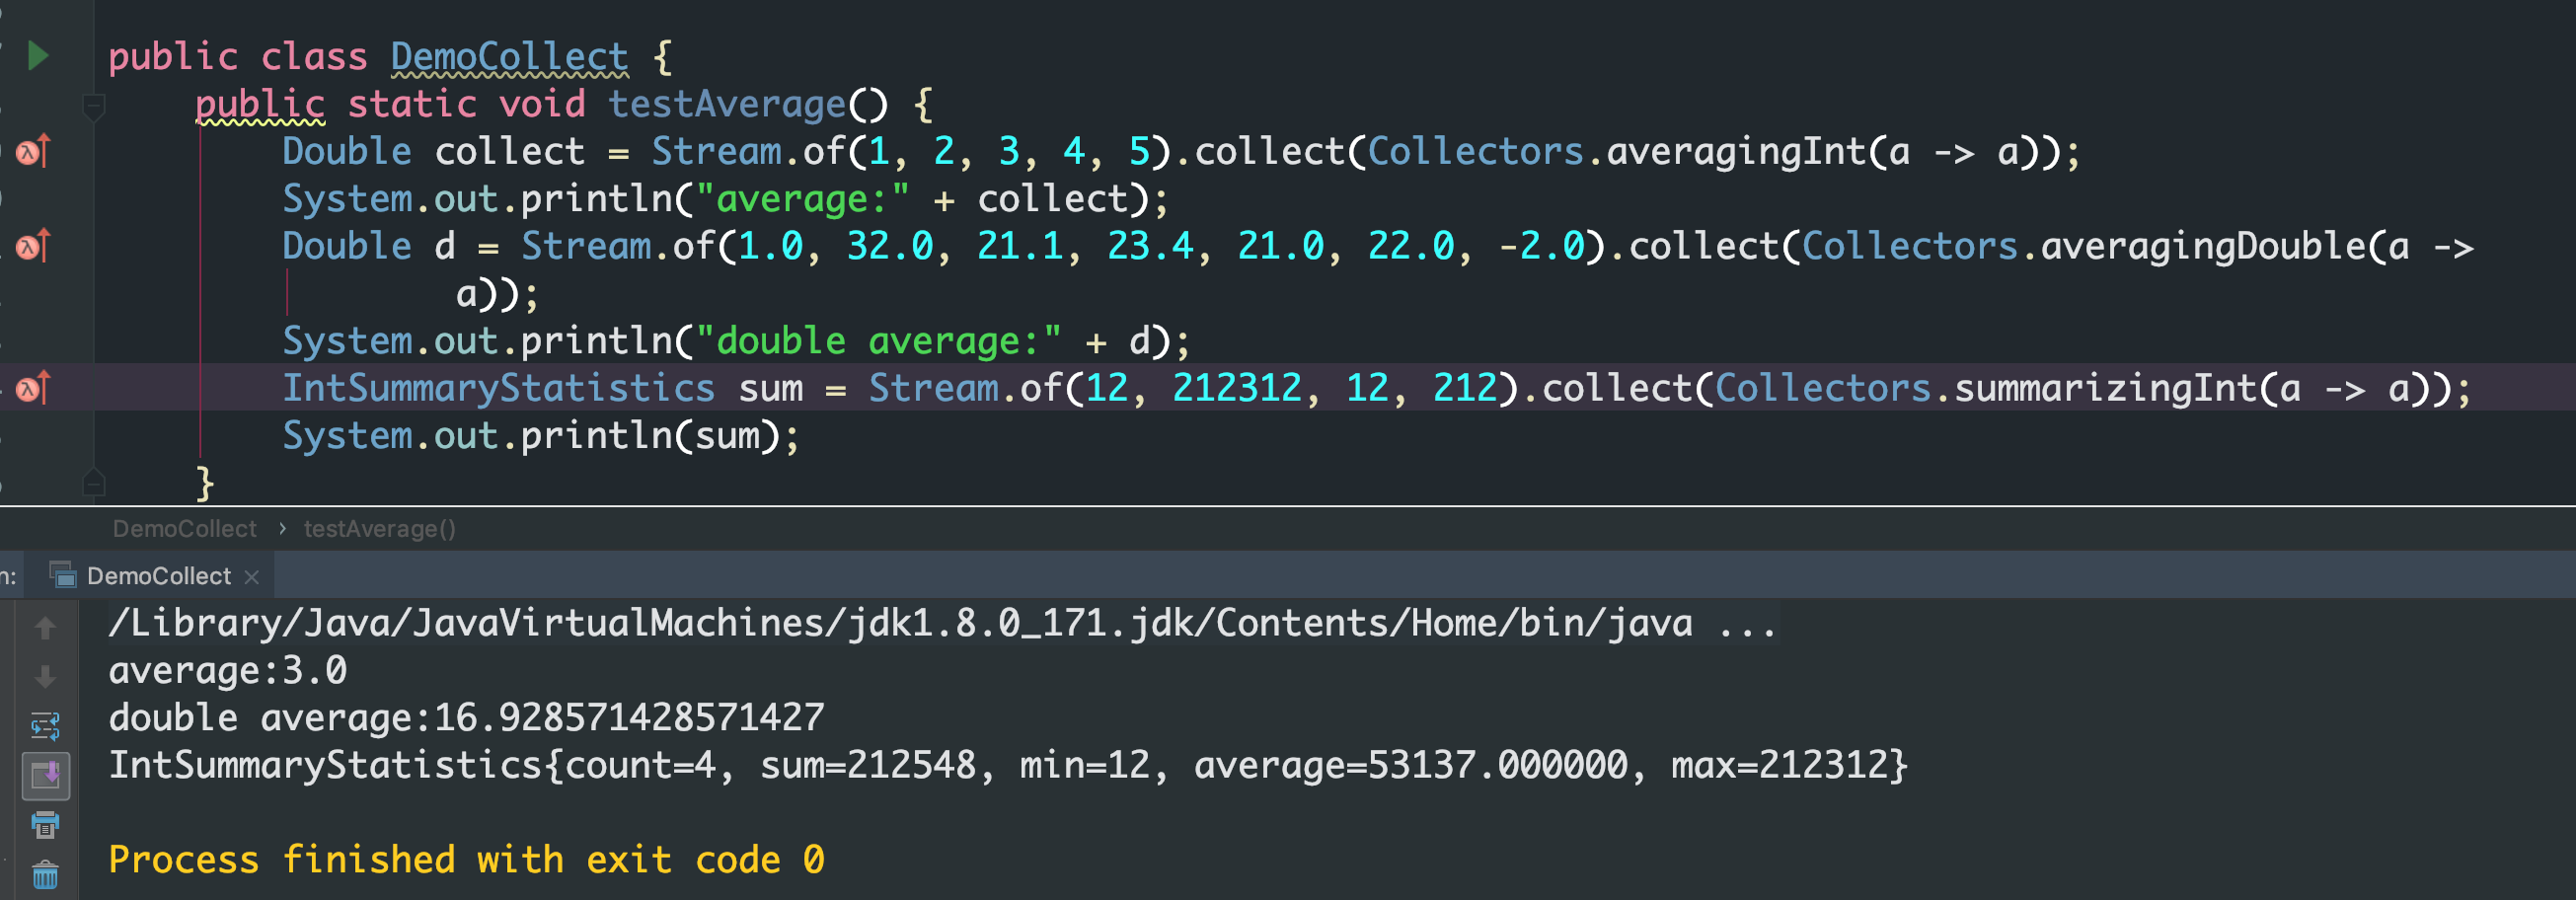 public class DemoCollect {
public static void testAverage() {
Double collect = Stream.of(1, 2, 3, 4, 5).collect(Collectors.averagingInt(a -> a));
System.out.println("average:" + collect);
Double d = Stream.of(1.0, 32.0, 21.1, 23.4, 21.0, 22.0, -2.0).collect(Collectors.averagingDouble(a ->
a));
System.out.println("double average:" + d);
IntSummaryStatistics sum = Stream.of(12, 212312, 12, 212).collect(Collectors.summarizingInt(a -> a));
System.out.println(sum);
}
DemoCollect › testAverage()
n: DemoCollect ×
/Library/Java/JavaVirtualMachines/jdk1.8.0_171.jdk/Contents/Home/bin/java ...
average:3.0
double average:16.928571428571427
IntSummaryStatistics{count=4, sum=212548, min=12, average=53137.000000, max=212312}
Process finished with exit code 0